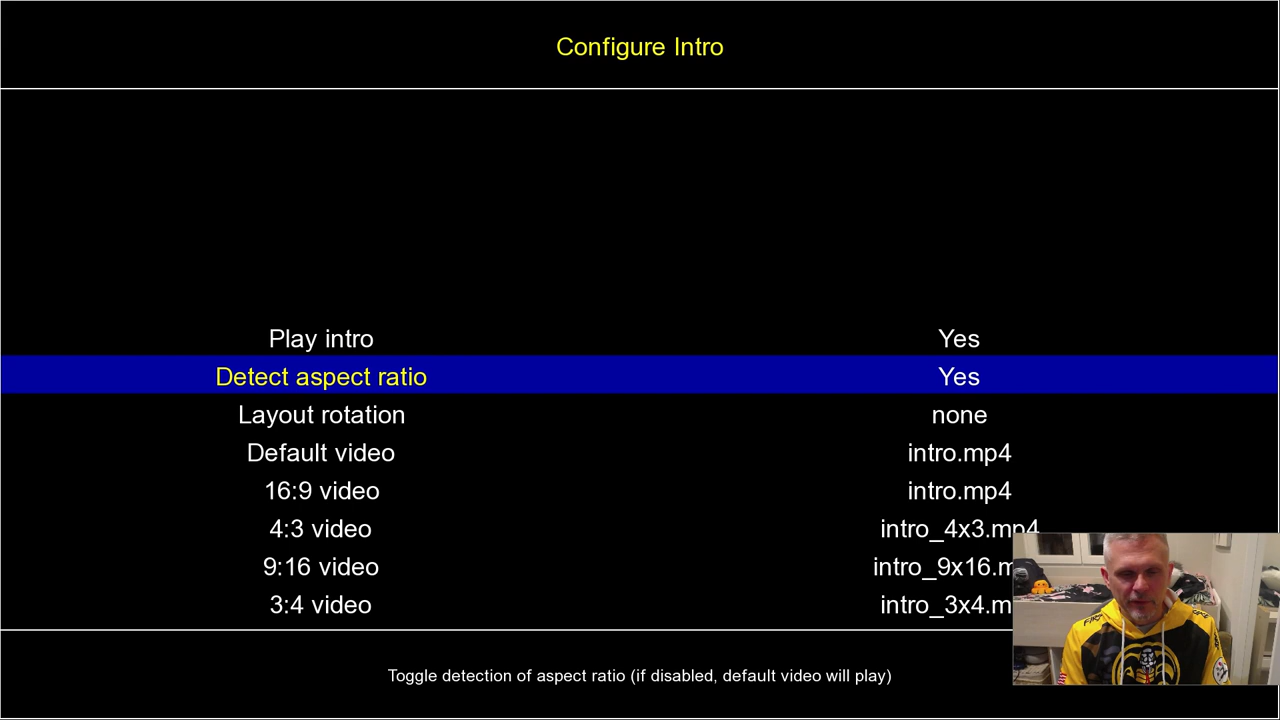 Configure Intro
Play intro Yes
Detect aspect ratio Yes
Layout rotation none
Default video intro.mp4
16:9 video intro.mp4
4:3 video intro_4x3.mp4
9:16 video intro_9x16.m
3:4 video intro_3x4.m
Toggle detection of aspect ratio (if disabled, default video will play)